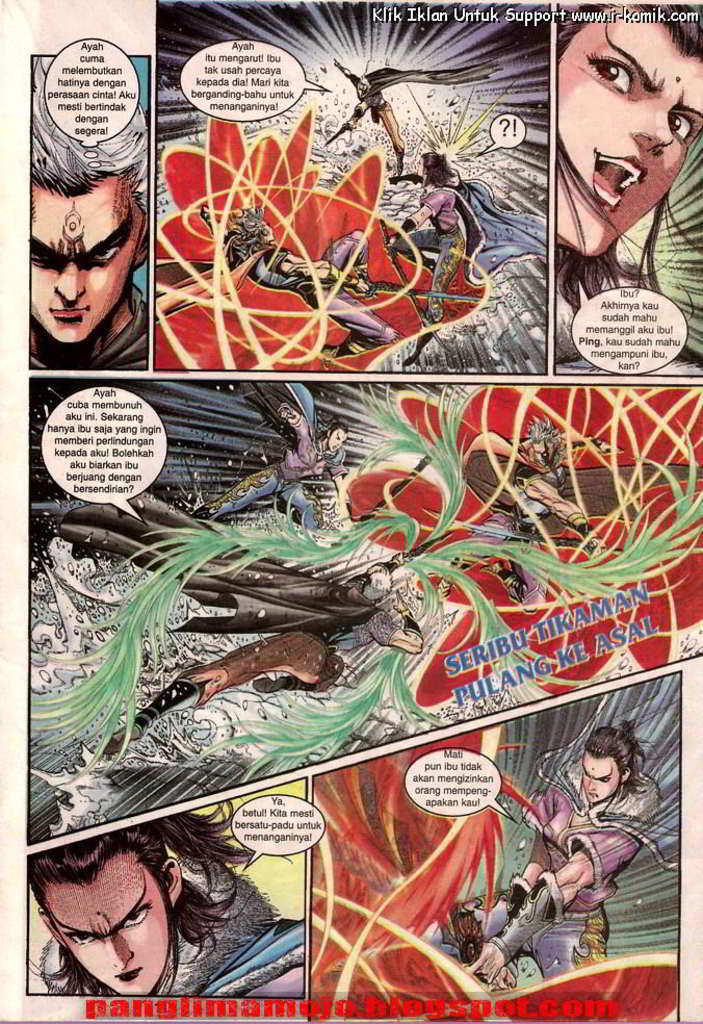 Klik Iklan Untuk Support www.r-komik.com
Ayah
cuma
melembutkan
hatinya dengan
perasaan cinta! Aku
mesti bertindak
dengan
segera!
Ayah
itu mengarut! Ibu
tak usah percaya
kepada dia! Mari kita
berganding-bahu untuk
menanganinya!
?!
Ibu?
Akhirnya kau
sudah mahu
memanggil aku ibu!
Ping, kau sudah mahu
mengampuni ibu,
kan?
Ayah
cuba membunuh
aku ini. Sekarang
hanya ibu saja yang ingin
memberi perlindungan
kepada aku! Bolehkah
aku biarkan ibu
berjuang dengan
bersendirian?
SERIBU TIKAMAN
PULANG KE ASAL
Ya,
betul! Kita mesti
bersatu-padu untuk
menanganinya!
Mati
pun ibu tidak
akan mengizinkan
orang mempeng-
apakan kau!
panglimamojo.blogspot.com